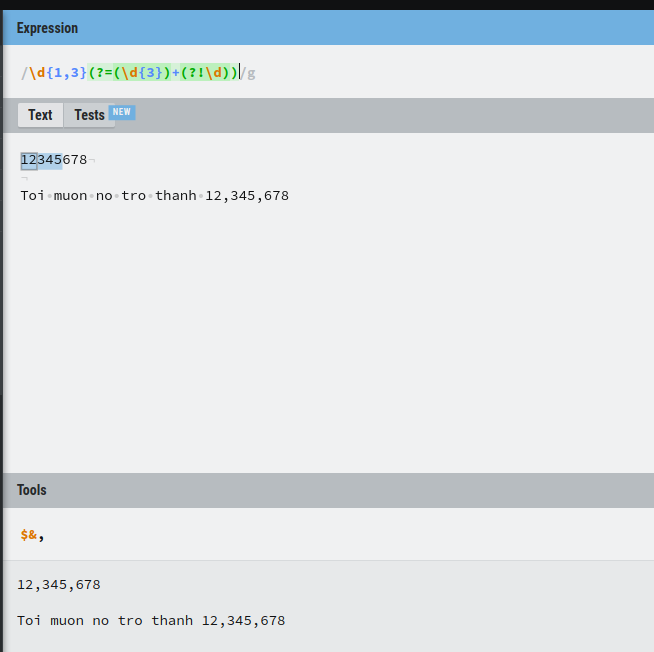 Expression
/\d{1,3}(?=(\d{3})+(?!\d))/g
Text Tests NEW
12345678¬
¬
Toi•muon•no•tro•thanh•12,345,678
Tools
$&,
12,345,678
Toi muon no tro thanh 12,345,678